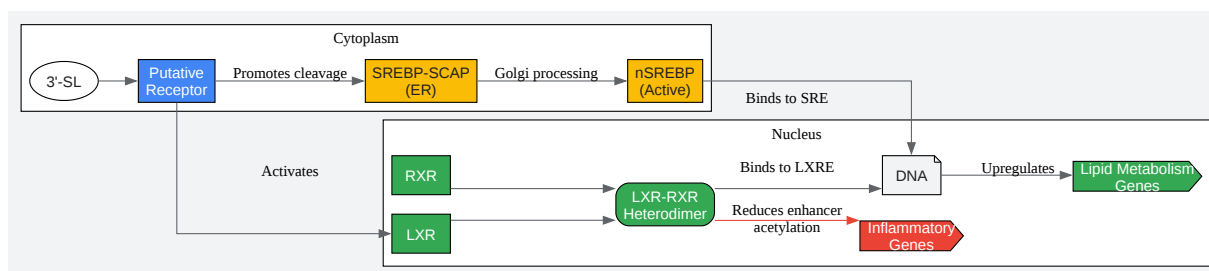 Cytoplasm
3'-SL
Putative
Receptor
Promotes cleavage
SREBP-SCAP
(ER)
Golgi processing
nSREBP
(Active)
Binds to SRE
Nucleus
Activates
RXR
LXR
LXR-RXR
Heterodimer
Binds to LXRE
Reduces enhancer
acetylation
DNA
Upregulates
Lipid Metabolism
Genes
Inflammatory
Genes